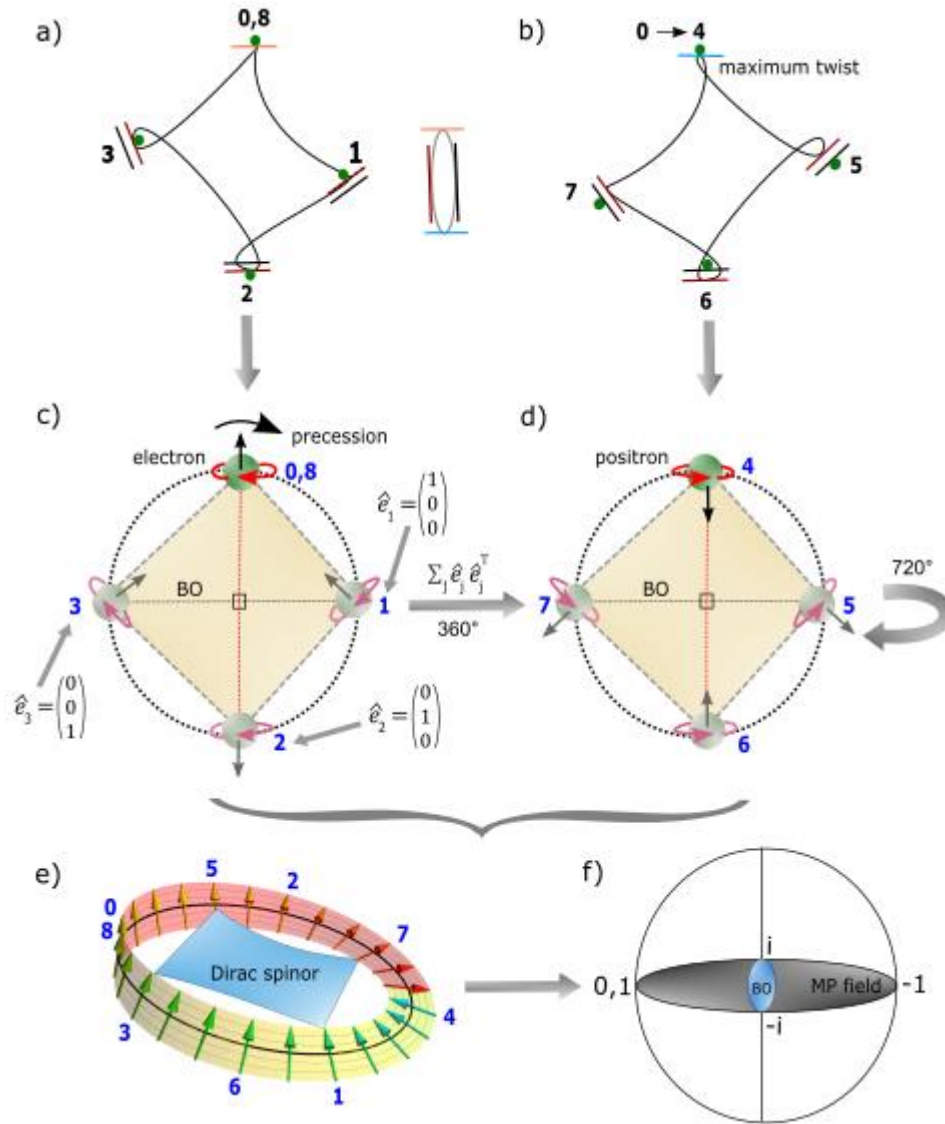 a)
0,8
3
1
2
b)
0 → 4
maximum twist
7
5
6
c)
electron
precession
0,8
ê₁ = (1 0 0)
BO
3
1
ê₃ = (0 0 1)
ê₂ = (0 1 0)
2
∑ⱼ êⱼ êⱼᵀ
360°
d)
positron
4
720°
BO
7
5
6
e)
5
2
0
8
7
Dirac spinor
4
3
6
1
f)
i
0,1
BO
MP field
-1
-i